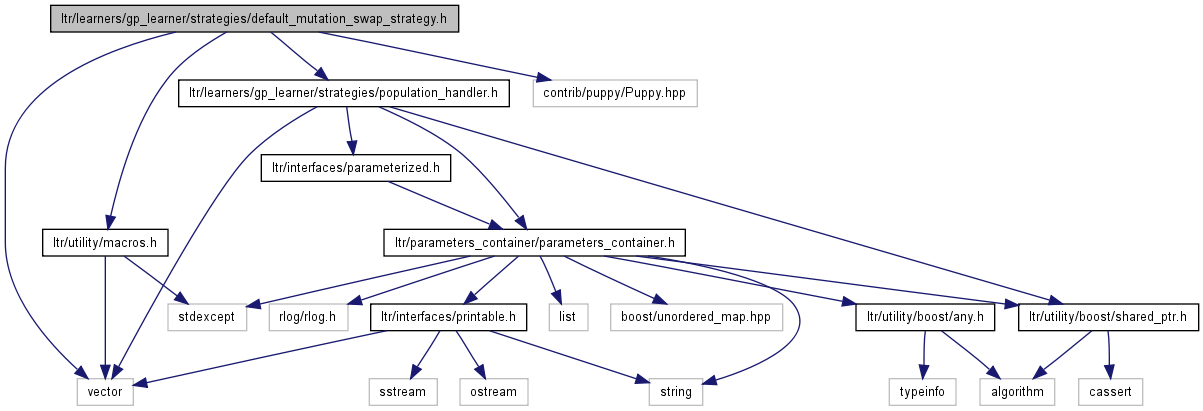 ltr/learners/gp_learner/strategies/default_mutation_swap_strategy.h
ltr/learners/gp_learner/strategies/population_handler.h
contrib/puppy/Puppy.hpp
ltr/interfaces/parameterized.h
ltr/utility/macros.h
ltr/parameters_container/parameters_container.h
stdexcept
rlog/rlog.h
ltr/interfaces/printable.h
list
boost/unordered_map.hpp
ltr/utility/boost/any.h
ltr/utility/boost/shared_ptr.h
vector
sstream
ostream
string
typeinfo
algorithm
cassert